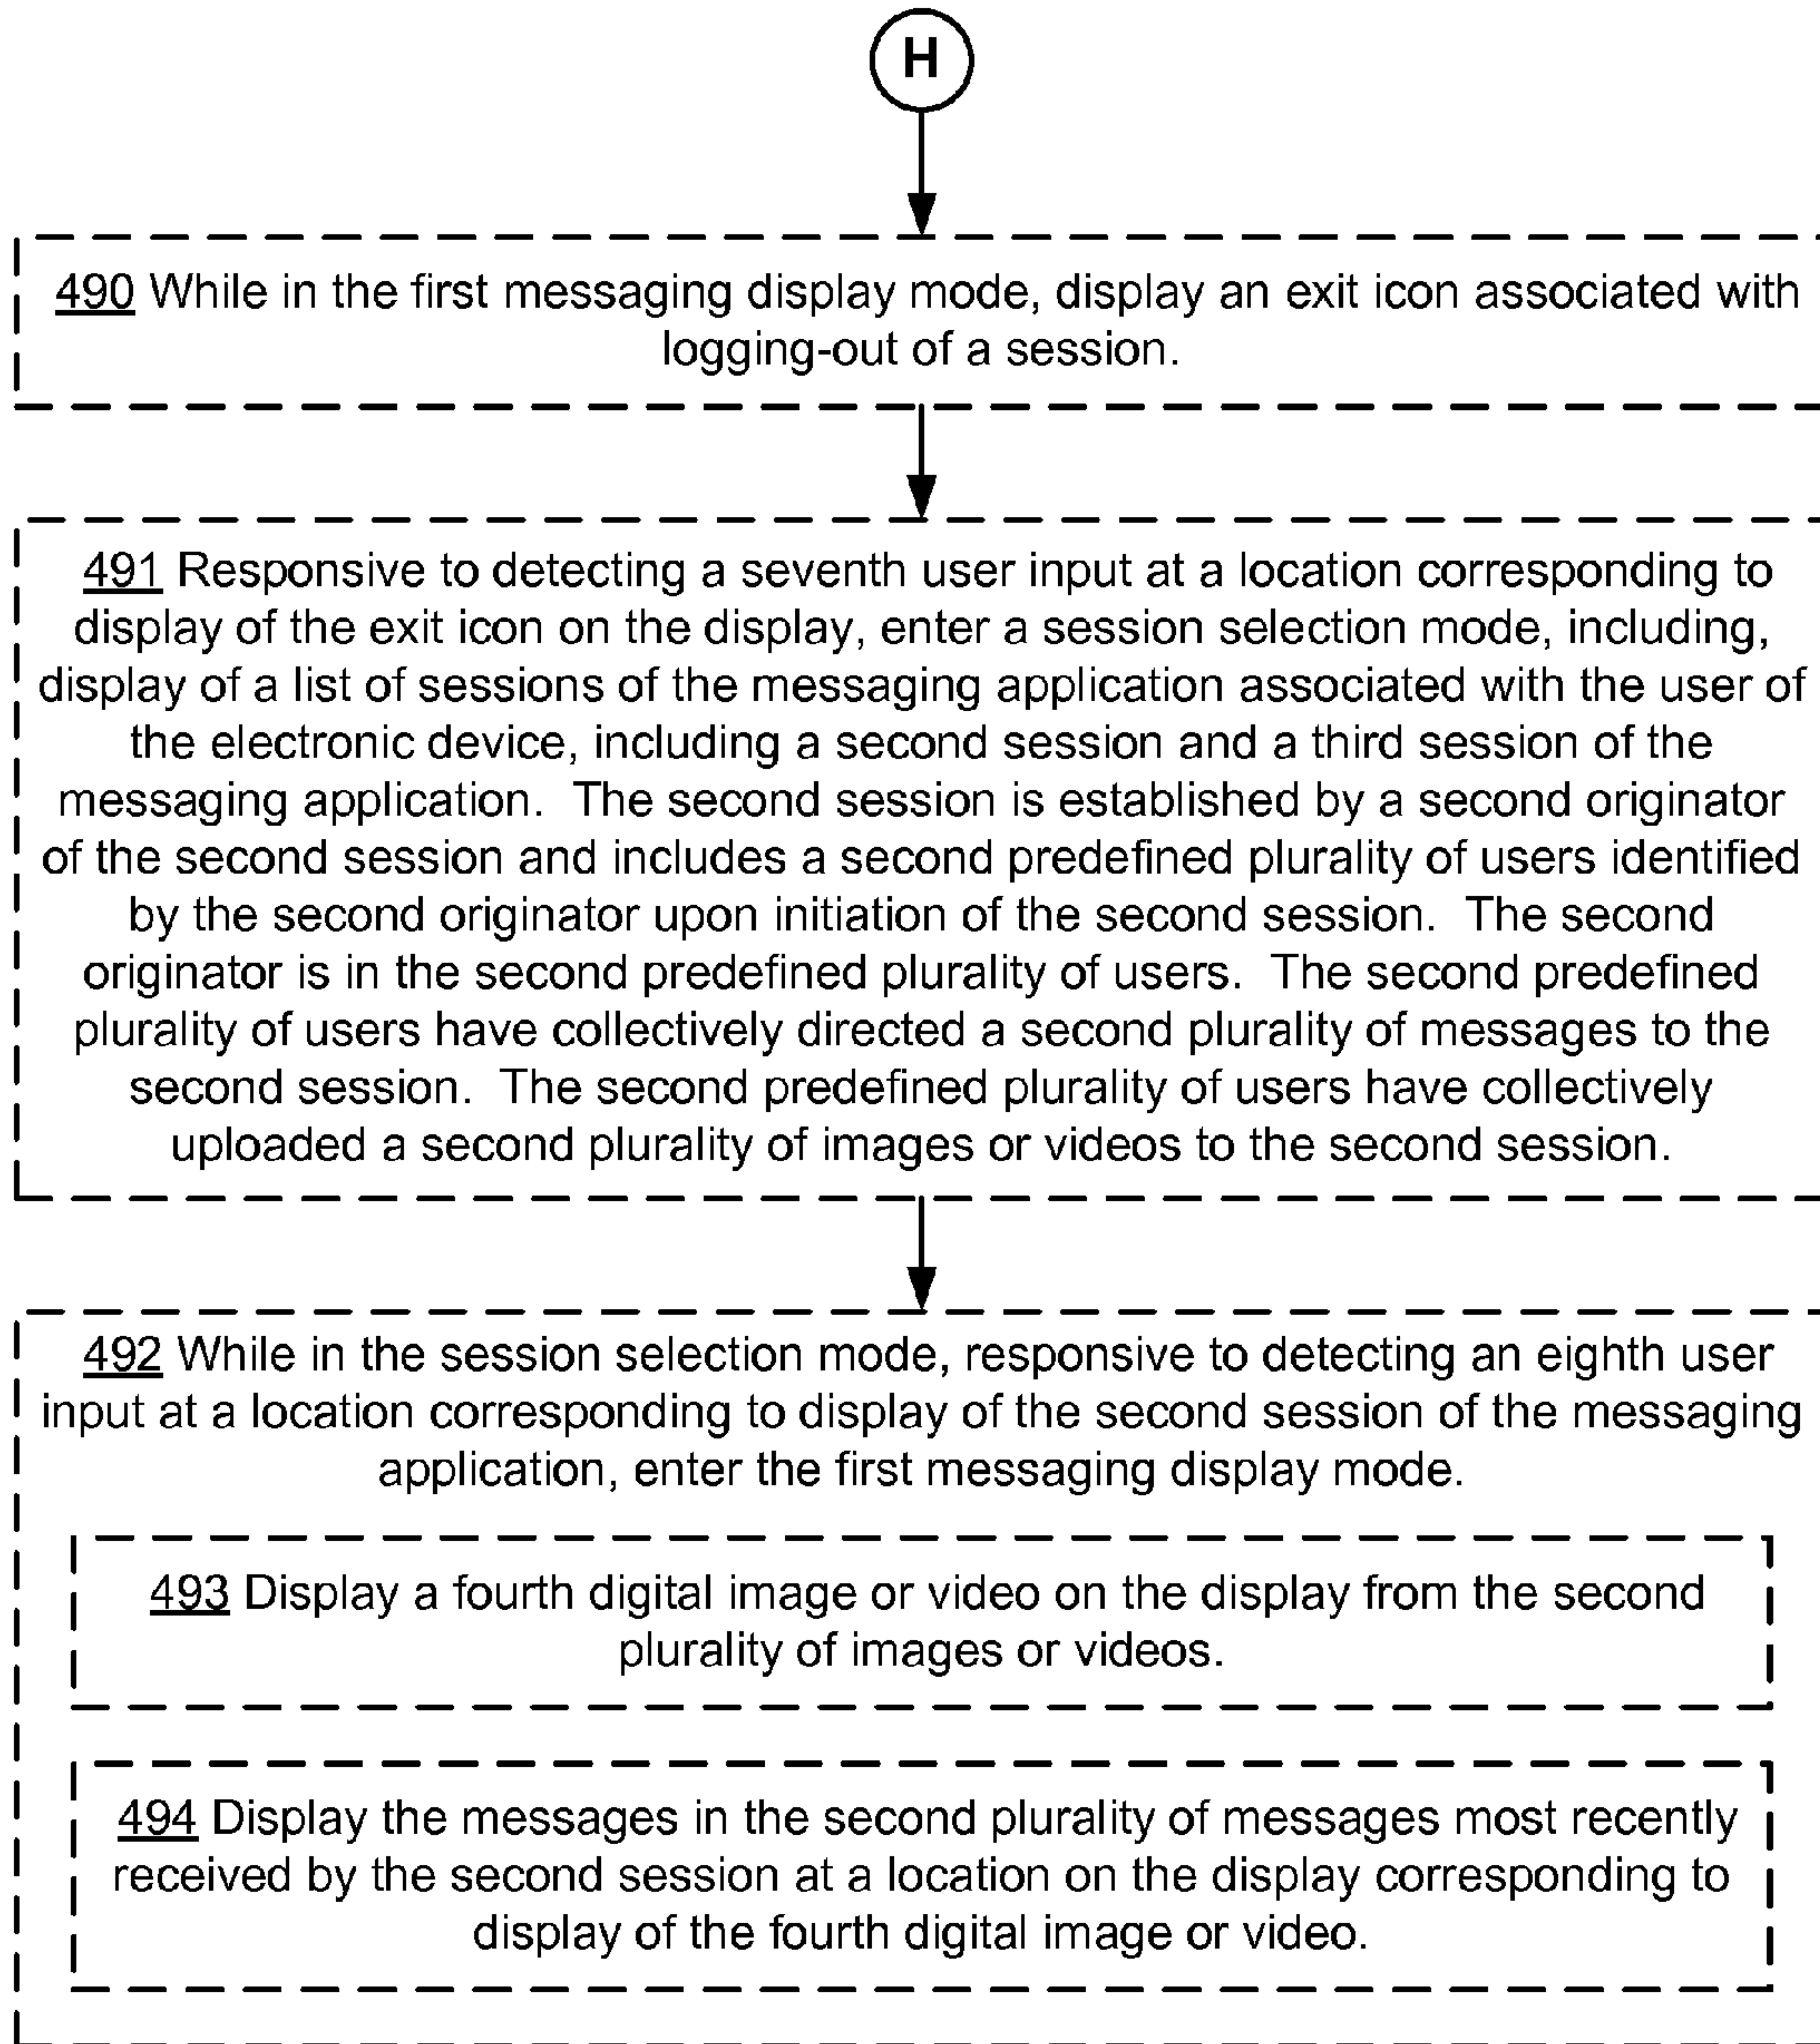 H
490 While in the first messaging display mode, display an exit icon associated with
logging-out of a session.
491 Responsive to detecting a seventh user input at a location corresponding to
display of the exit icon on the display, enter a session selection mode, including,
display of a list of sessions of the messaging application associated with the user of
the electronic device, including a second session and a third session of the
messaging application.  The second session is established by a second originator
of the second session and includes a second predefined plurality of users identified
by the second originator upon initiation of the second session.  The second
originator is in the second predefined plurality of users.  The second predefined
plurality of users have collectively directed a second plurality of messages to the
second session.  The second predefined plurality of users have collectively
uploaded a second plurality of images or videos to the second session.
492 While in the session selection mode, responsive to detecting an eighth user
input at a location corresponding to display of the second session of the messaging
application, enter the first messaging display mode.
493 Display a fourth digital image or video on the display from the second
plurality of images or videos.
494 Display the messages in the second plurality of messages most recently
received by the second session at a location on the display corresponding to
display of the fourth digital image or video.